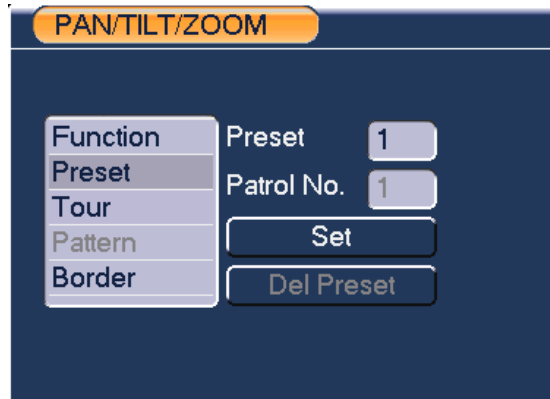 PAN/TILT/ZOOM
Function
Preset
Tour
Pattern
Border
Preset 1
Patrol No. 1
Set
Del Preset